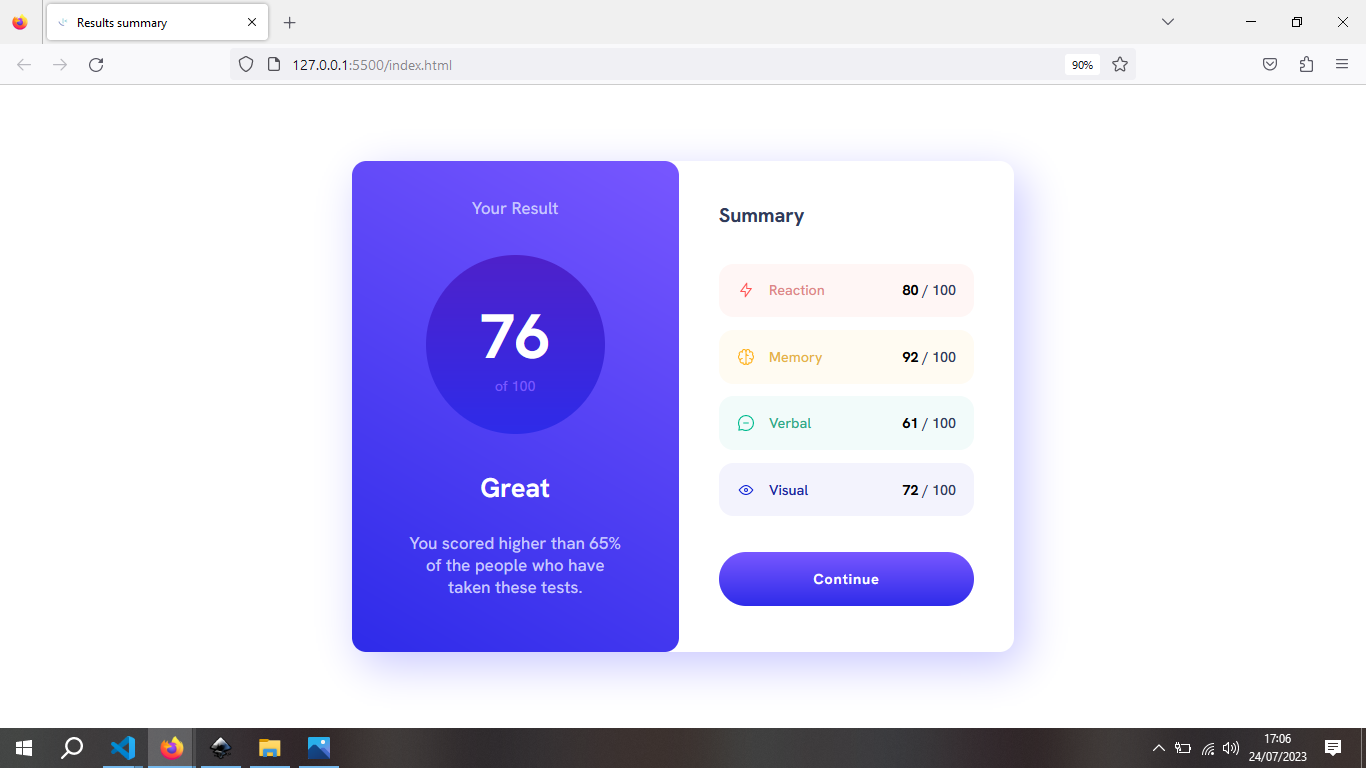 Results summary
127.0.0.1:5500/index.html
90%
Your Result
76
of 100
Great
You scored higher than 65%
of the people who have
taken these tests.
Summary
Reaction 80 / 100
Memory 92 / 100
Verbal 61 / 100
Visual 72 / 100
Continue
17:06
24/07/2023